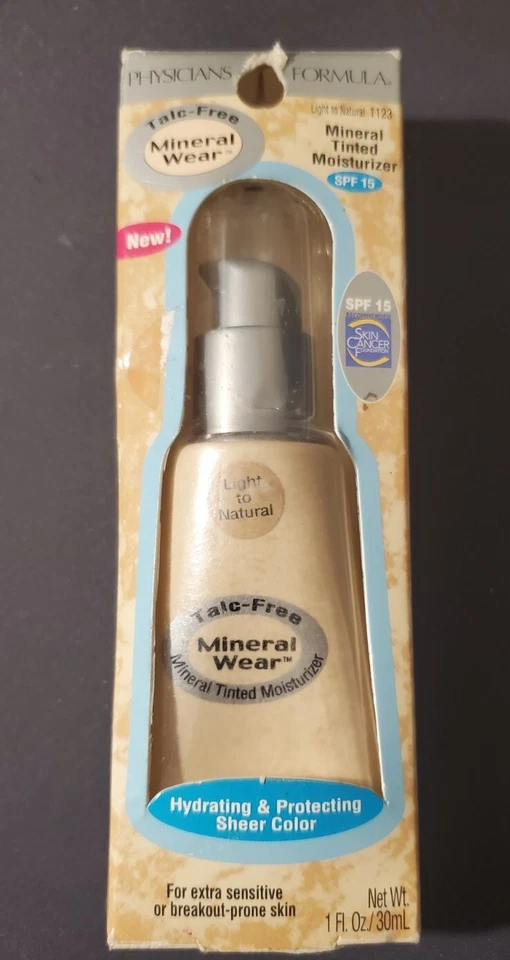 PHYSICIANS FORMULA®
Light to Natural 1123
Talc-Free
Mineral
Wear™
Mineral
Tinted
Moisturizer
SPF 15
New!
SPF 15
SKIN
CANCER
FOUNDATION
Light
to
Natural
Talc-Free
Mineral
Wear™
Mineral Tinted Moisturizer
Hydrating & Protecting
Sheer Color
For extra sensitive
or breakout-prone skin
Net Wt.
1 Fl. Oz./30mL